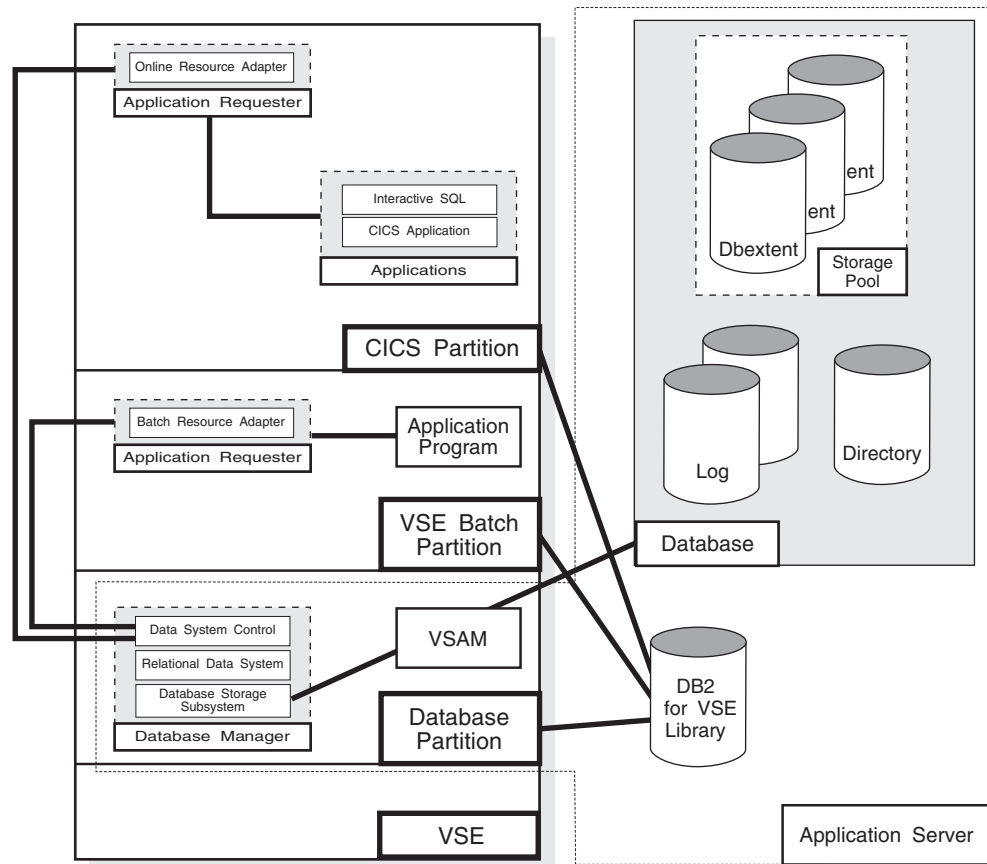 Online Resource Adapter
Application Requester
Interactive SQL
CICS Application
Applications
CICS Partition
Batch Resource Adapter
Application Requester
Application
Program
VSE Batch
Partition
Data System Control
Relational Data System
Database Storage
Subsystem
Database Manager
VSAM
Database
Partition
VSE
ent
ent
Dbextent
Storage
Pool
Log
Directory
Database
DB2
for VSE
Library
Application Server